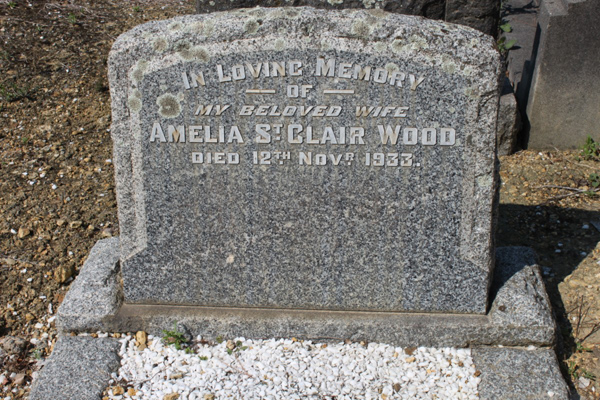 IN LOVING MEMORY
OF
MY BELOVED WIFE
AMELIA ST. CLAIR WOOD
DIED 12TH NOVR. 1933.